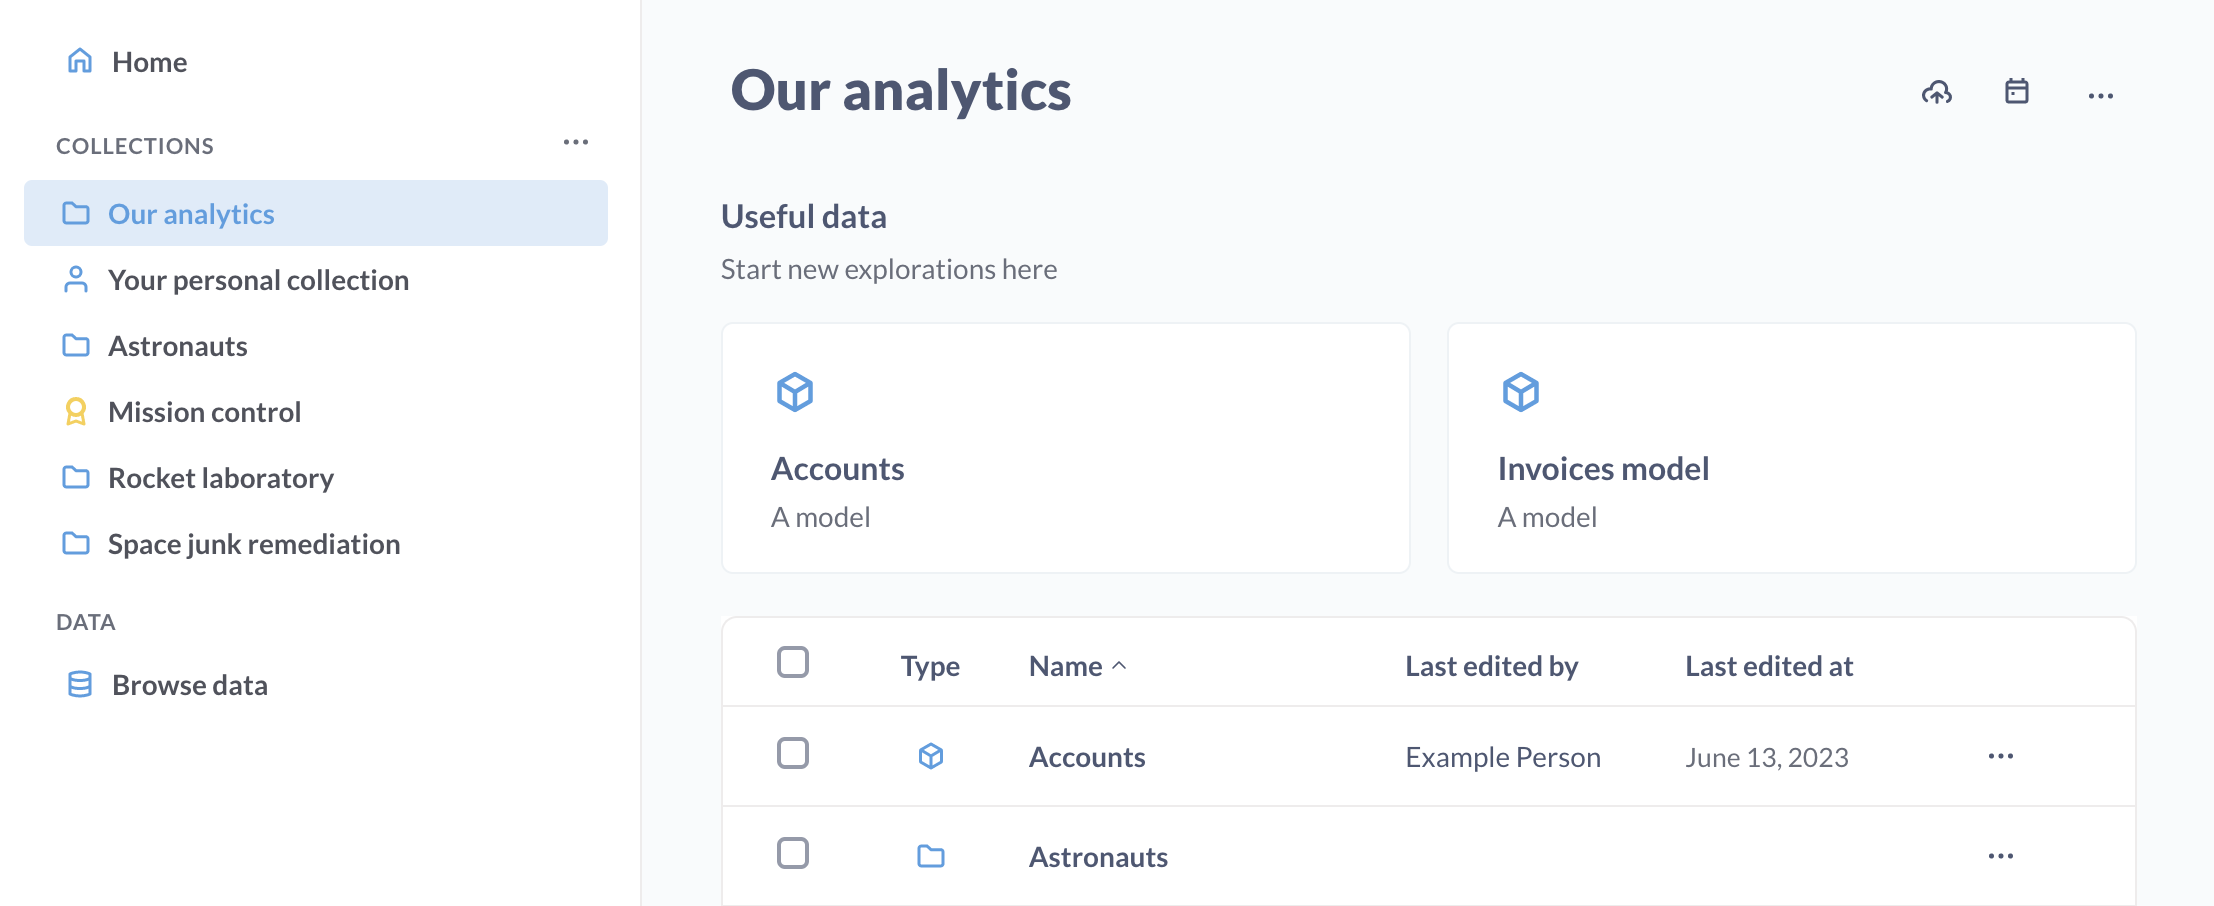 Home
COLLECTIONS
Our analytics
Your personal collection
Astronauts
Mission control
Rocket laboratory
Space junk remediation
DATA
Browse data
Our analytics
Useful data
Start new explorations here
Accounts
A model
Invoices model
A model
Type Name Last edited by Last edited at
Accounts Example Person June 13, 2023
Astronauts